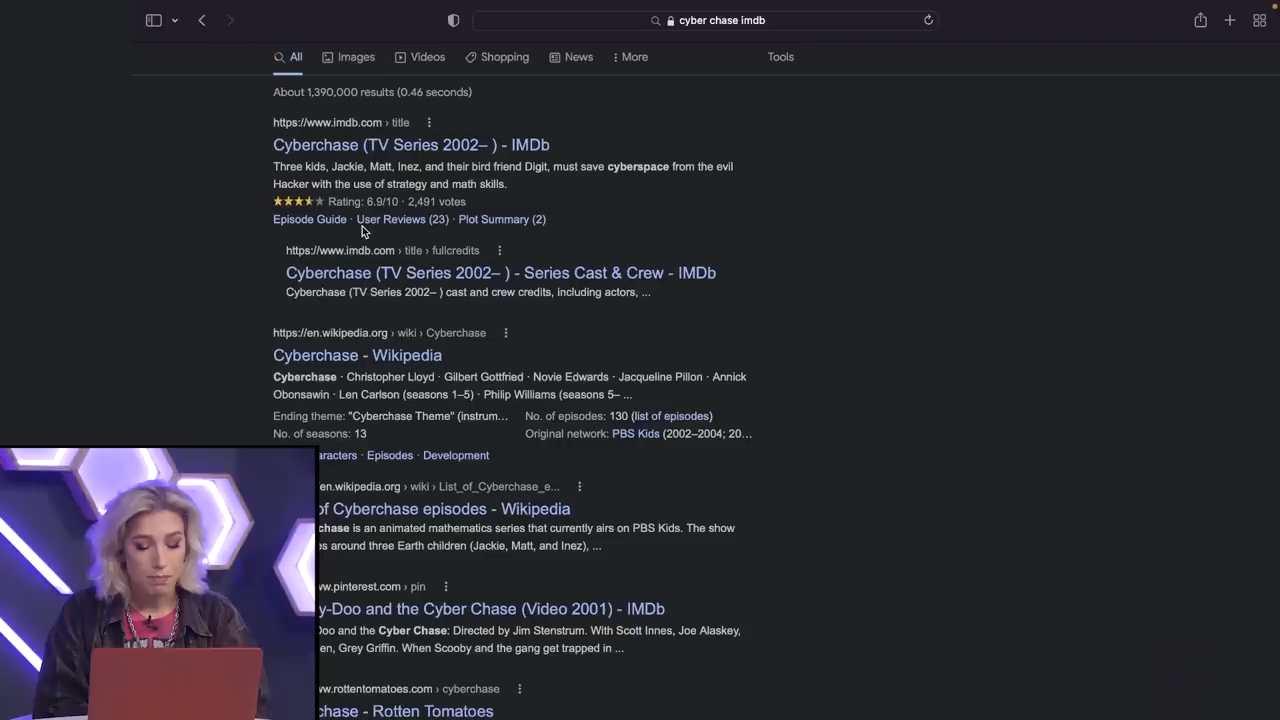 cyber chase imdb
All Images Videos Shopping News More Tools
About 1,390,000 results (0.46 seconds)
https://www.imdb.com › title
Cyberchase (TV Series 2002– ) - IMDb
Three kids, Jackie, Matt, Inez, and their bird friend Digit, must save cyberspace from the evil
Hacker with the use of strategy and math skills.
Rating: 6.9/10 · 2,491 votes
Episode Guide · User Reviews (23) · Plot Summary (2)
https://www.imdb.com › title › fullcredits
Cyberchase (TV Series 2002– ) - Series Cast & Crew - IMDb
Cyberchase (TV Series 2002– ) cast and crew credits, including actors, ...
https://en.wikipedia.org › wiki › Cyberchase
Cyberchase - Wikipedia
Cyberchase · Christopher Lloyd · Gilbert Gottfried · Novie Edwards · Jacqueline Pillon · Annick
Obonsawin · Len Carlson (seasons 1–5) · Philip Williams (seasons 5– ...
Ending theme: "Cyberchase Theme" (instrum... No. of episodes: 130 (list of episodes)
No. of seasons: 13 Original network: PBS Kids (2002–2004; 20...
aracters · Episodes · Development
en.wikipedia.org › wiki › List_of_Cyberchase_e...
of Cyberchase episodes - Wikipedia
chase is an animated mathematics series that currently airs on PBS Kids. The show
es around three Earth children (Jackie, Matt, and Inez), ...
ww.pinterest.com › pin
y-Doo and the Cyber Chase (Video 2001) - IMDb
Doo and the Cyber Chase: Directed by Jim Stenstrum. With Scott Innes, Joe Alaskey,
en, Grey Griffin. When Scooby and the gang get trapped in ...
ww.rottentomatoes.com › cyberchase
chase - Rotten Tomatoes